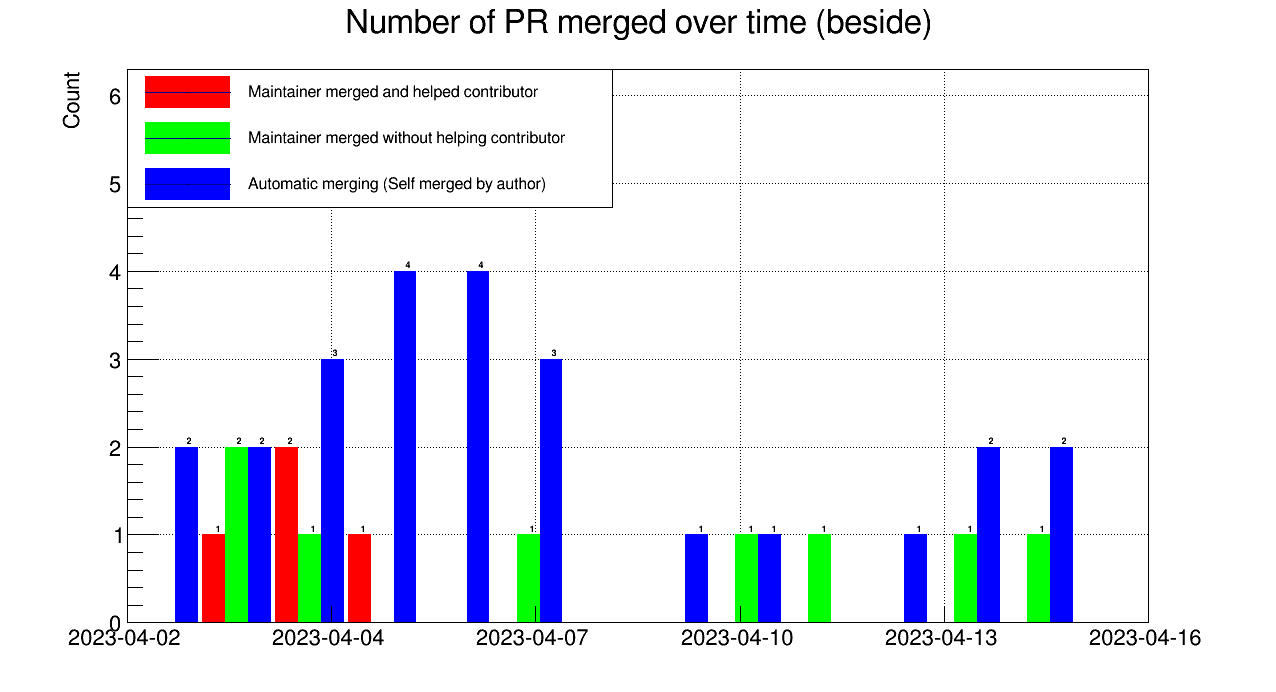 Number of PR merged over time (beside)
Count
Maintainer merged and helped contributor
Maintainer merged without helping contributor
Automatic merging (Self merged by author)
6
5
4
3
2
1
0
4 4
3 3
2 2 2 2 2 2
1 1 1 1 1 1 1 1 1 1 1
2023-04-02 2023-04-04 2023-04-07 2023-04-10 2023-04-13 2023-04-16